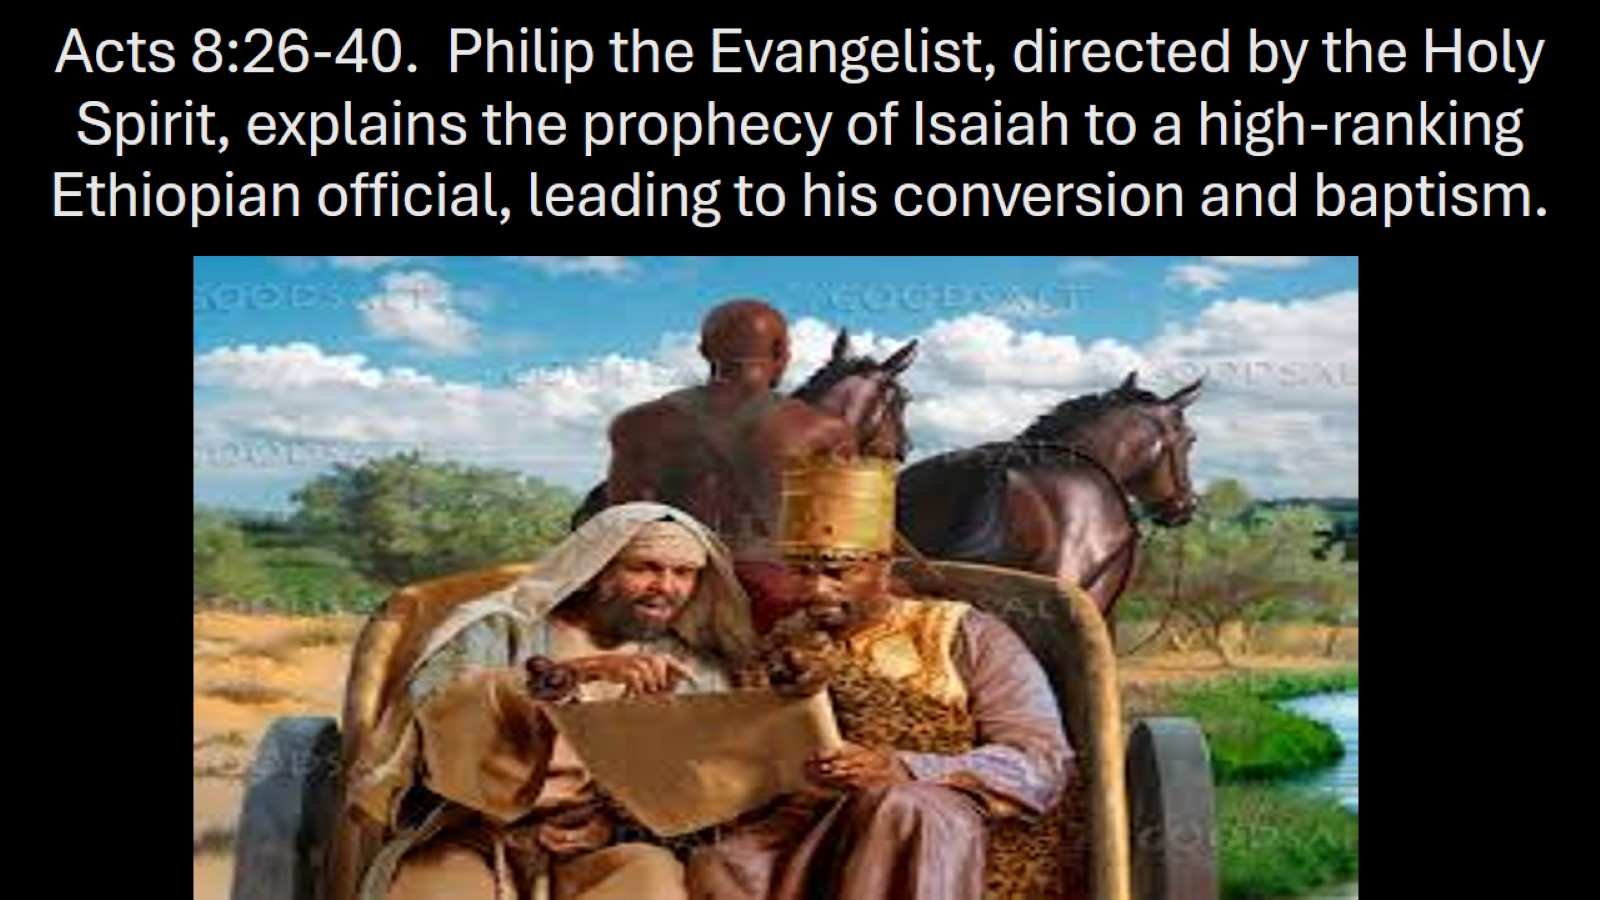 Acts 8:26-40.  Philip the Evangelist, directed by the Holy
Spirit, explains the prophecy of Isaiah to a high-ranking
Ethiopian official, leading to his conversion and baptism.
GOODSALT